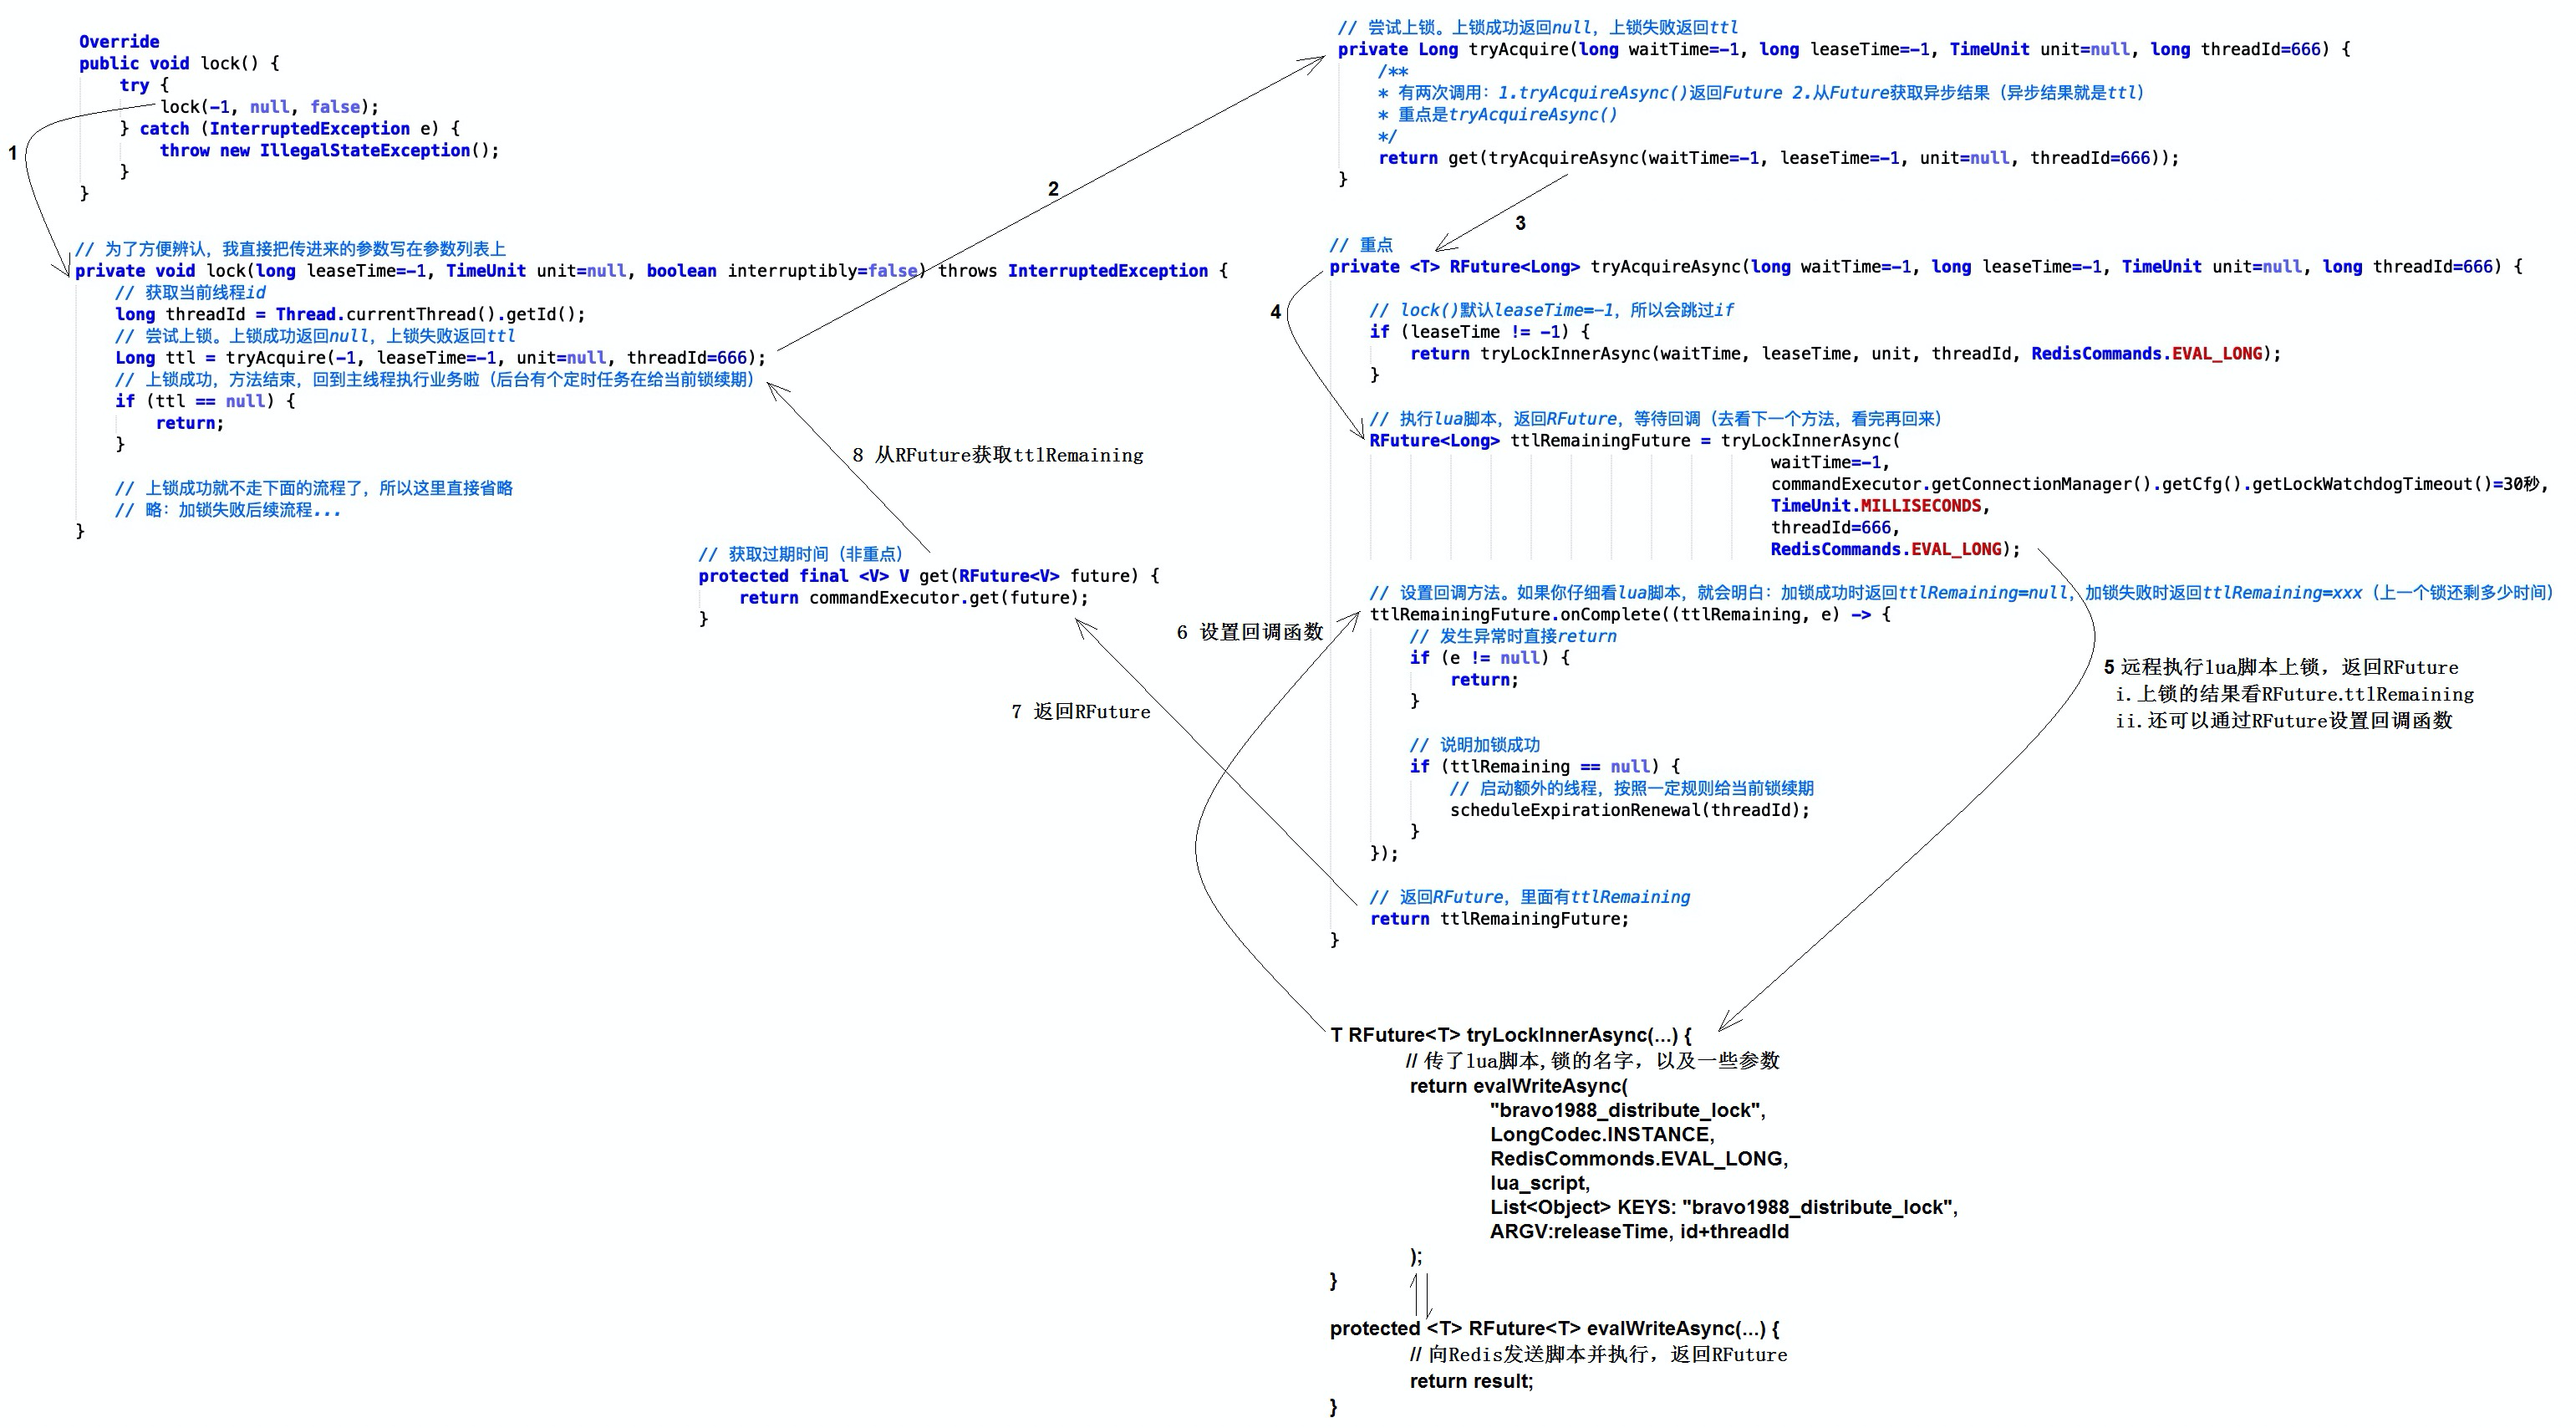 Override
public void lock() {
try {
lock(-1, null, false);
} catch (InterruptedException e) {
throw new IllegalStateException();
}
}
1
// 为了方便辨认，我直接把传进来的参数写在参数列表上
private void lock(long leaseTime=-1, TimeUnit unit=null, boolean interruptibly=false) throws InterruptedException {
// 获取当前线程id
long threadId = Thread.currentThread().getId();
// 尝试上锁。上锁成功返回null，上锁失败返回ttl
Long ttl = tryAcquire(-1, leaseTime=-1, unit=null, threadId=666);
// 上锁成功，方法结束，回到主线程执行业务啦（后台有个定时任务在给当前锁续期）
if (ttl == null) {
return;
}
// 上锁成功就不走下面的流程了，所以这里直接省略
// 略：加锁失败后续流程...
}
2
// 尝试上锁。上锁成功返回null，上锁失败返回ttl
private Long tryAcquire(long waitTime=-1, long leaseTime=-1, TimeUnit unit=null, long threadId=666) {
/**
* 有两次调用：1.tryAcquireAsync()返回Future 2.从Future获取异步结果（异步结果就是ttl）
* 重点是tryAcquireAsync()
*/
return get(tryAcquireAsync(waitTime=-1, leaseTime=-1, unit=null, threadId=666));
}
3
// 重点
private <T> RFuture<Long> tryAcquireAsync(long waitTime=-1, long leaseTime=-1, TimeUnit unit=null, long threadId=666) {
4
// lock()默认leaseTime=-1，所以会跳过if
if (leaseTime != -1) {
return tryLockInnerAsync(waitTime, leaseTime, unit, threadId, RedisCommands.EVAL_LONG);
}
// 执行lua脚本，返回RFuture，等待回调（去看下一个方法，看完再回来）
RFuture<Long> ttlRemainingFuture = tryLockInnerAsync(
waitTime=-1,
commandExecutor.getConnectionManager().getCfg().getLockWatchdogTimeout()=30秒,
TimeUnit.MILLISECONDS,
threadId=666,
RedisCommands.EVAL_LONG);
// 设置回调方法。如果你仔细看lua脚本，就会明白：加锁成功时返回ttlRemaining=null，加锁失败时返回ttlRemaining=xxx（上一个锁还剩多少时间）
ttlRemainingFuture.onComplete((ttlRemaining, e) -> {
// 发生异常时直接return
if (e != null) {
return;
}
// 说明加锁成功
if (ttlRemaining == null) {
// 启动额外的线程，按照一定规则给当前锁续期
scheduleExpirationRenewal(threadId);
}
});
// 返回RFuture，里面有ttlRemaining
return ttlRemainingFuture;
}
5 远程执行lua脚本上锁，返回RFuture
i.上锁的结果看RFuture.ttlRemaining
ii.还可以通过RFuture设置回调函数
6 设置回调函数
7 返回RFuture
8 从RFuture获取ttlRemaining
// 获取过期时间（非重点）
protected final <V> V get(RFuture<V> future) {
return commandExecutor.get(future);
}
T RFuture<T> tryLockInnerAsync(...) {
// 传了lua脚本,锁的名字，以及一些参数
return evalWriteAsync(
"bravo1988_distribute_lock",
LongCodec.INSTANCE,
RedisCommonds.EVAL_LONG,
lua_script,
List<Object> KEYS: "bravo1988_distribute_lock",
ARGV:releaseTime, id+threadId
);
}
protected <T> RFuture<T> evalWriteAsync(...) {
// 向Redis发送脚本并执行，返回RFuture
return result;
}